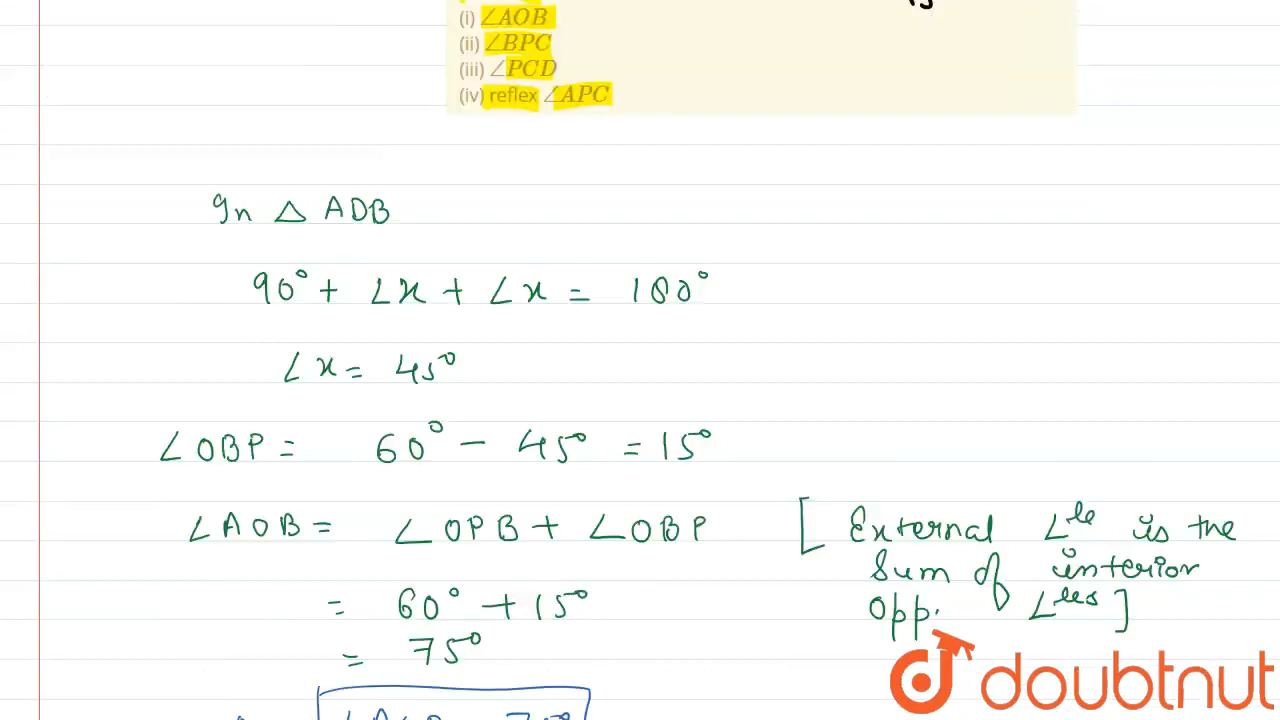 (i) ∠AOB
(ii) ∠BPC
(iii) ∠PCD
(iv) reflex ∠APC
In △ ADB
90° + ∠x + ∠x = 180°
∠x = 45°
∠OBP = 60° - 45° = 15°
∠AOB = ∠OPB + ∠OBP
[External ∠le is the
Sum of interior
opp. ∠les]
= 60° + 15°
= 75°
doubtnut